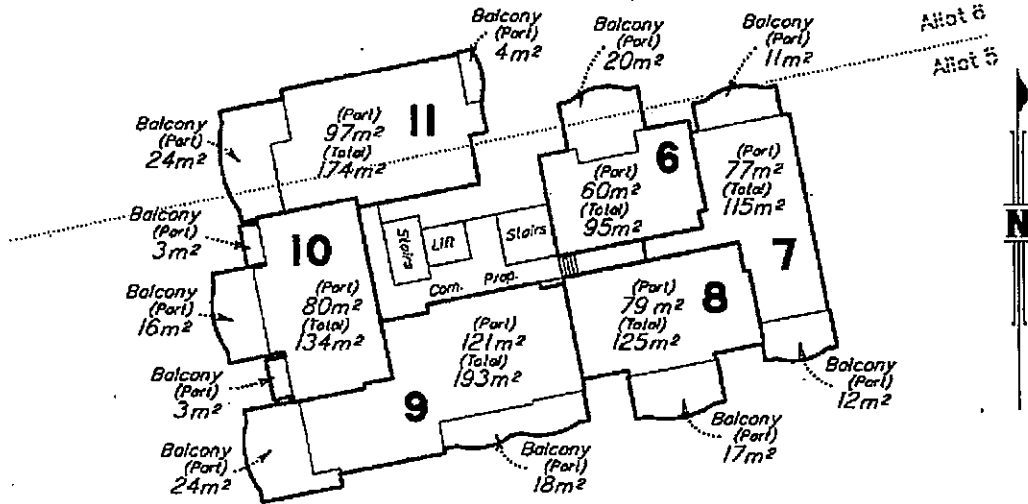 Balcony
(Part)
4m²
Balcony
(Part)
20m²
Balcony
(Part)
11m²
Allot 6
Allot 5
Balcony
(Part)
24m²
(Part)
97m²
(Total)
174m²
11
(Part)
60m²
(Total)
95m²
6
(Part)
77m²
(Total)
115m²
7
Balcony
(Part)
3m²
10
Stairs
Lift
Stairs
Com. Prop.
N
Balcony
(Part)
16m²
(Part)
80m²
(Total)
134m²
(Part)
121m²
(Total)
193m²
(Part)
79m²
(Total)
125m²
8
Balcony
(Part)
3m²
9
Balcony
(Part)
12m²
Balcony
(Part)
24m²
Balcony
(Part)
18m²
Balcony
(Part)
17m²